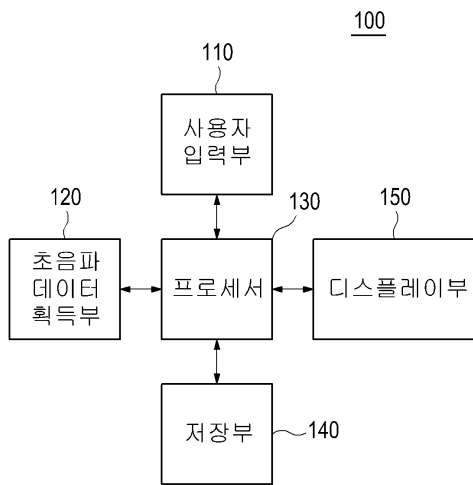 100
110
사용자
입력부
120
초음파
데이터
획득부
130
프로세서
150
디스플레이부
저장부
140